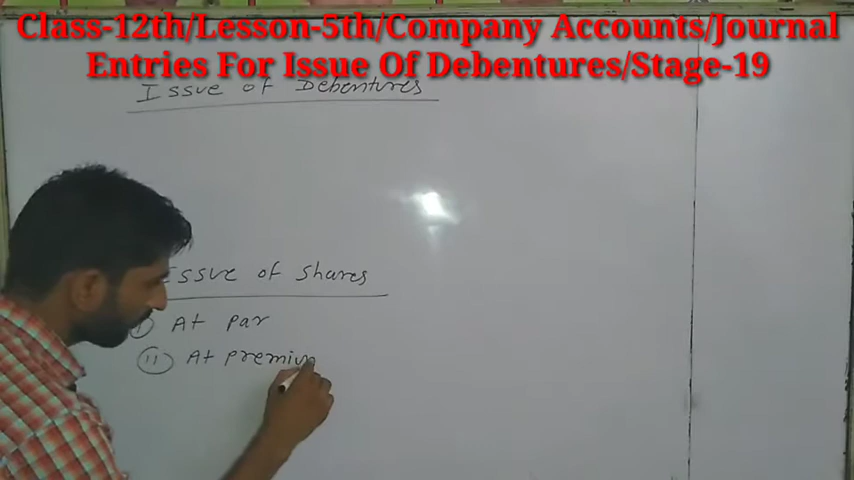 Class-12th/Lesson-5th/Company Accounts/Journal
Entries For Issue Of Debentures/Stage-19
Issue of Debentures
Issue of shares
(i) At par
(ii) At premium